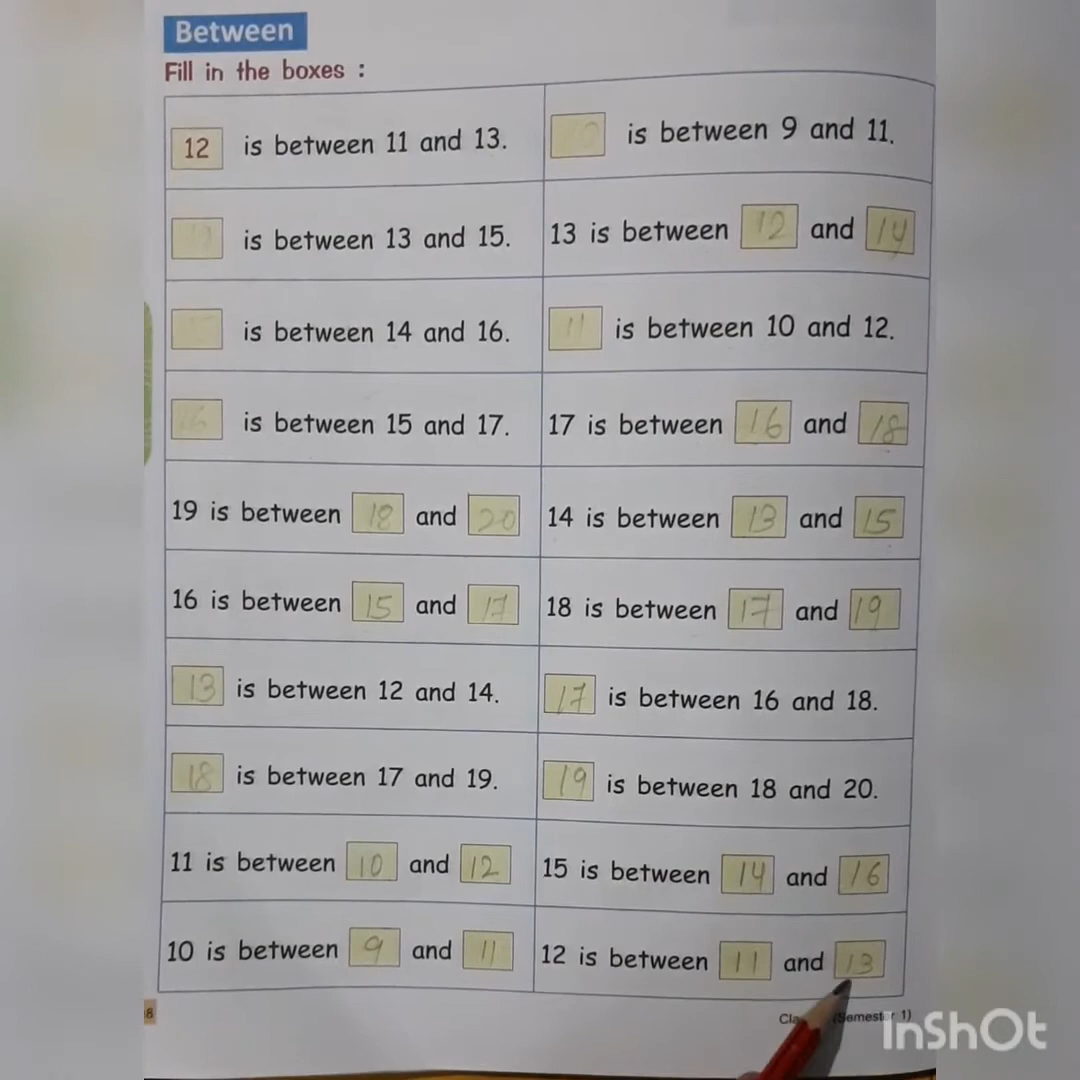 Between
Fill in the boxes :
12 is between 11 and 13.
10 is between 9 and 11.
is between 13 and 15.
13 is between 12 and 14
is between 14 and 16.
11 is between 10 and 12.
16 is between 15 and 17.
17 is between 16 and 18
19 is between 18 and 20
14 is between 13 and 15
16 is between 15 and 17
18 is between 17 and 19
13 is between 12 and 14.
17 is between 16 and 18.
18 is between 17 and 19.
19 is between 18 and 20.
11 is between 10 and 12
15 is between 14 and 16
10 is between 9 and 11
12 is between 11 and 13
8
(Semester 1)
InShOt